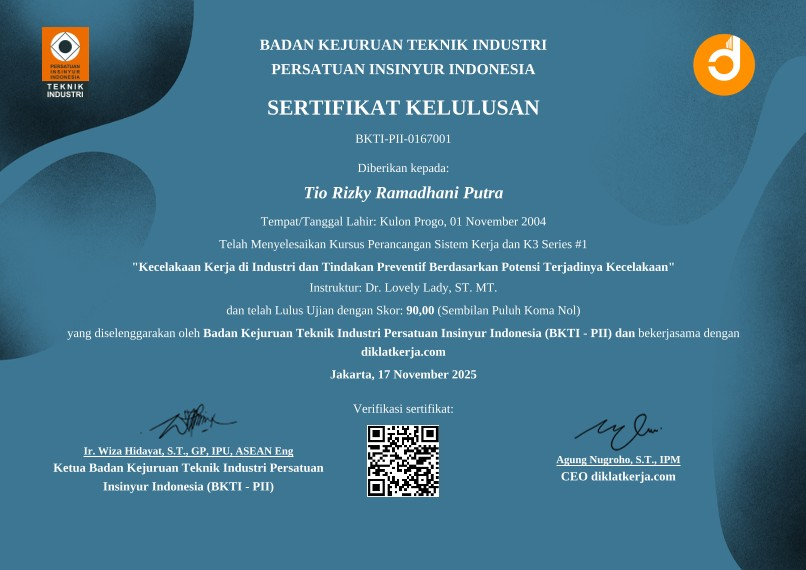 PERSATUAN
INSINYUR
INDONESIA
TEKNIK
INDUSTRI
BADAN KEJURUAN TEKNIK INDUSTRI
PERSATUAN INSINYUR INDONESIA
SERTIFIKAT KELULUSAN
BKTI-PII-0167001
Diberikan kepada:
Tio Rizky Ramadhani Putra
Tempat/Tanggal Lahir: Kulon Progo, 01 November 2004
Telah Menyelesaikan Kursus Perancangan Sistem Kerja dan K3 Series #1
"Kecelakaan Kerja di Industri dan Tindakan Preventif Berdasarkan Potensi Terjadinya Kecelakaan"
Instruktur: Dr. Lovely Lady, ST. MT.
dan telah Lulus Ujian dengan Skor: 90,00 (Sembilan Puluh Koma Nol)
yang diselenggarakan oleh Badan Kejuruan Teknik Industri Persatuan Insinyur Indonesia (BKTI - PII) dan bekerjasama dengan
diklatkerja.com
Jakarta, 17 November 2025
Verifikasi sertifikat:
Ir. Wiza Hidayat, S.T., GP, IPU, ASEAN Eng
Ketua Badan Kejuruan Teknik Industri Persatuan
Insinyur Indonesia (BKTI - PII)
Agung Nugroho, S.T., IPM
CEO diklatkerja.com